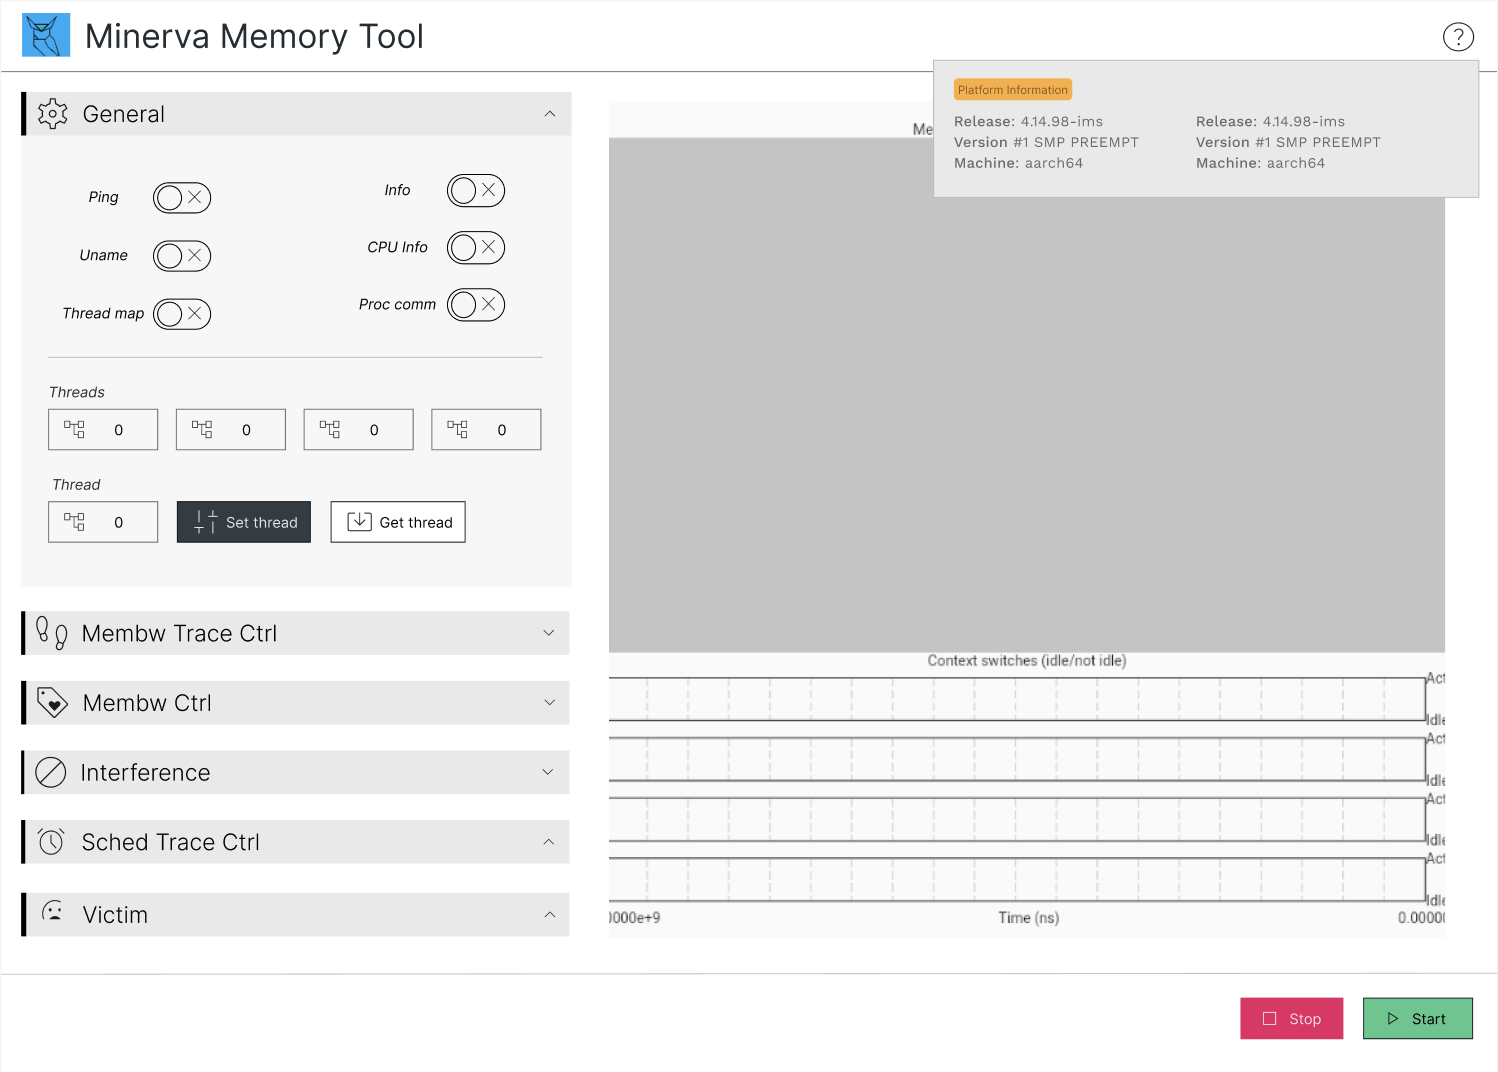 Minerva Memory Tool
?
Platform Information
Release: 4.14.98-ims
Version #1 SMP PREEMPT
Machine: aarch64
Release: 4.14.98-ims
Version #1 SMP PREEMPT
Machine: aarch64
General
Ping
Info
Uname
CPU Info
Thread map
Proc comm
Threads
0
0
0
0
Thread
0
Set thread
Get thread
Membw Trace Ctrl
Membw Ctrl
Interference
Sched Trace Ctrl
Victim
Me
Context switches (idle/not idle)
Act
Idle
Act
Idle
Act
Idle
Act
Idle
0000e+9
Time (ns)
0.00000
Stop
Start